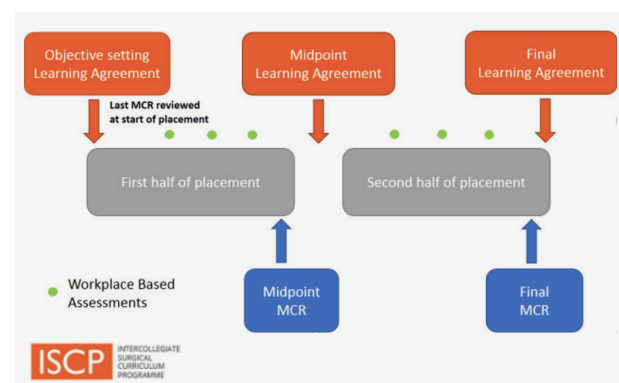 Objective setting
Learning Agreement
Midpoint
Learning Agreement
Final
Learning Agreement
Last MCR reviewed
at start of placement
First half of placement
Second half of placement
Workplace Based
Assessments
Midpoint
MCR
Final
MCR
ISCP
INTERCOLLEGIATE
SURGICAL
CURRICULUM
PROGRAMME